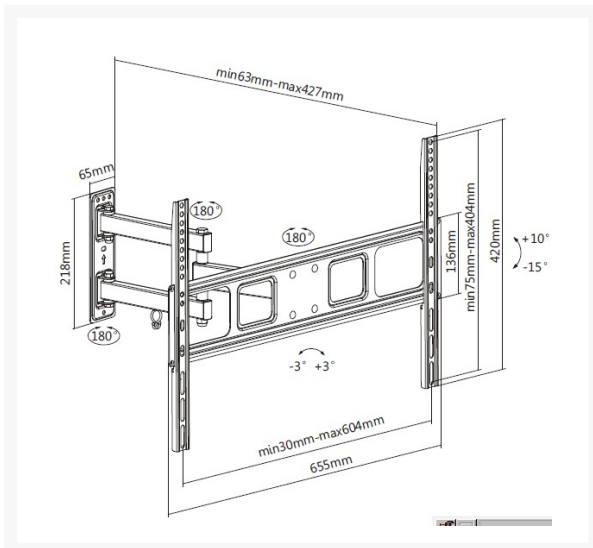 min63mm-max427mm
65mm
180°
180°
218mm
136mm
min75mm-max404mm
420mm
+10°
-15°
180°
-3° +3°
min30mm-max604mm
655mm